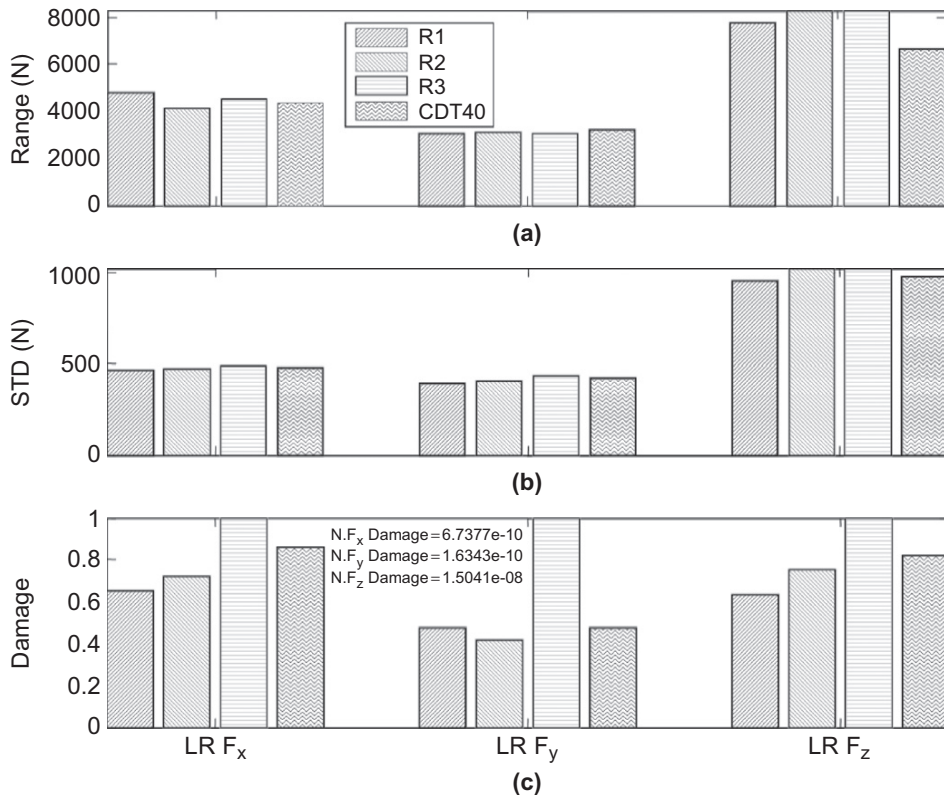 8000
6000
4000
2000
0
Range (N)
R1
R2
R3
CDT40
(a)
1000
500
0
STD (N)
(b)
1
0.8
0.6
0.4
0.2
0
Damage
N.Fx Damage=6.7377e-10
N.Fy Damage=1.6343e-10
N.Fz Damage=1.5041e-08
LR Fx
LR Fy
LR Fz
(c)